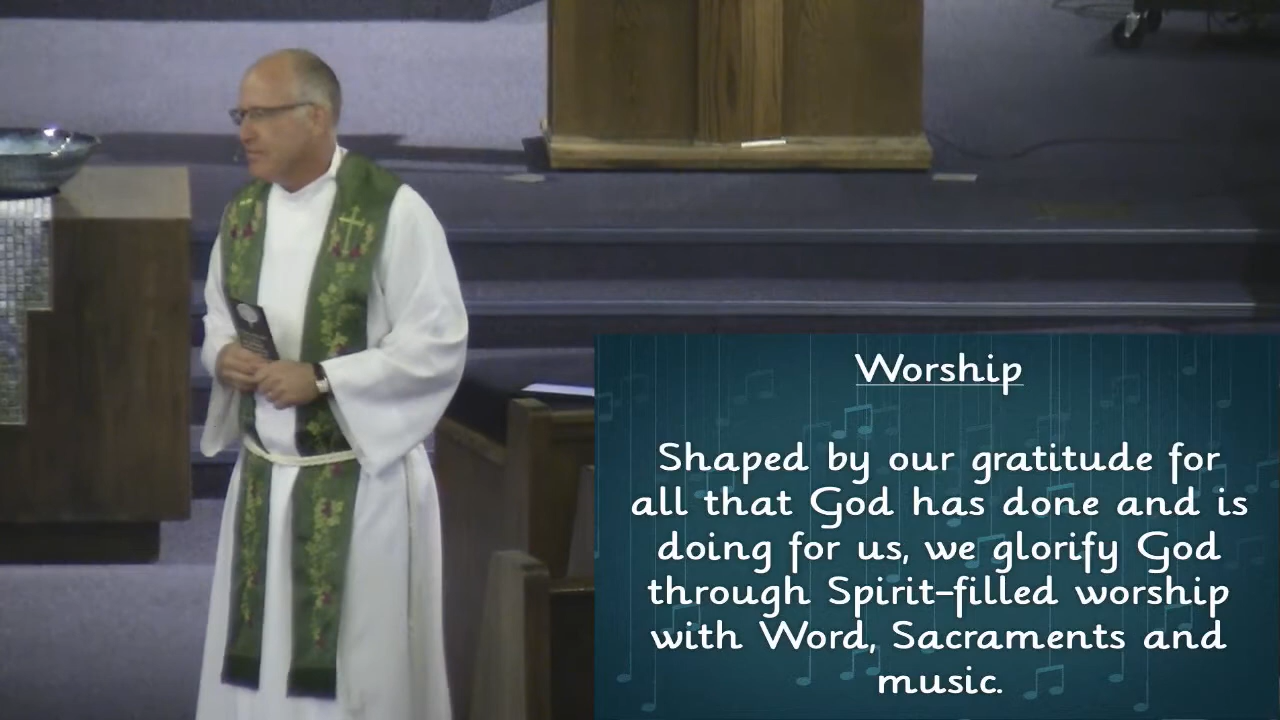 Worship
Shaped by our gratitude for
all that God has done and is
doing for us, we glorify God
through Spirit-filled worship
with Word, Sacraments and
music.